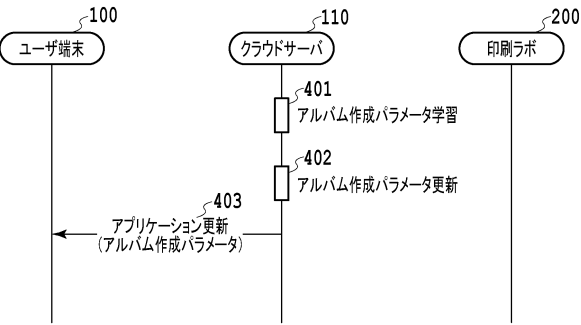 100
110
200
ユーザ端末
クラウドサーバ
印刷ラボ
401
アルバム作成パラメータ学習
402
アルバム作成パラメータ更新
403
アプリケーション更新
(アルバム作成パラメータ)